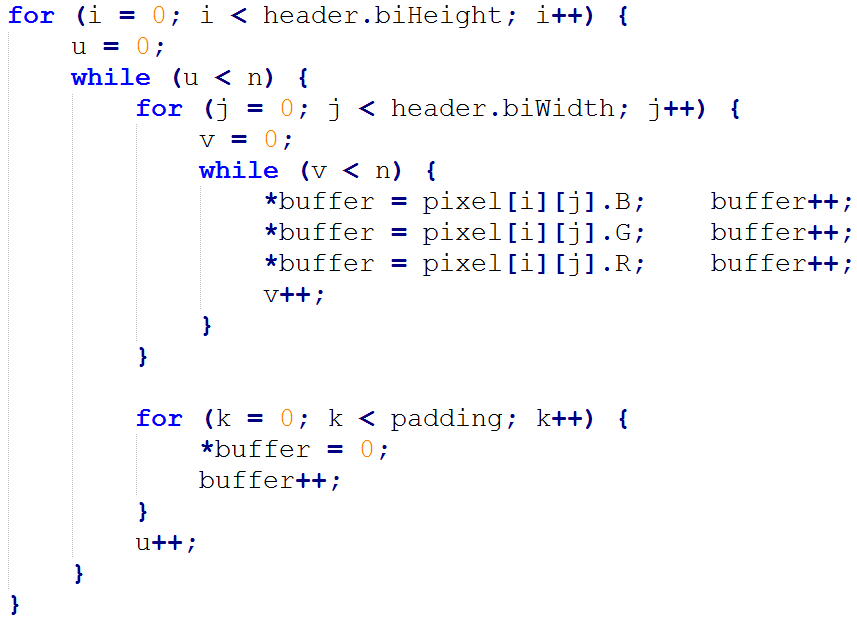 for (i = 0; i < header.biHeight; i++) {
    u = 0;
    while (u < n) {
        for (j = 0; j < header.biWidth; j++) {
            v = 0;
            while (v < n) {
                *buffer = pixel[i][j].B;    buffer++;
                *buffer = pixel[i][j].G;    buffer++;
                *buffer = pixel[i][j].R;    buffer++;
                v++;
            }
        }

        for (k = 0; k < padding; k++) {
            *buffer = 0;
            buffer++;
        }
        u++;
    }
}